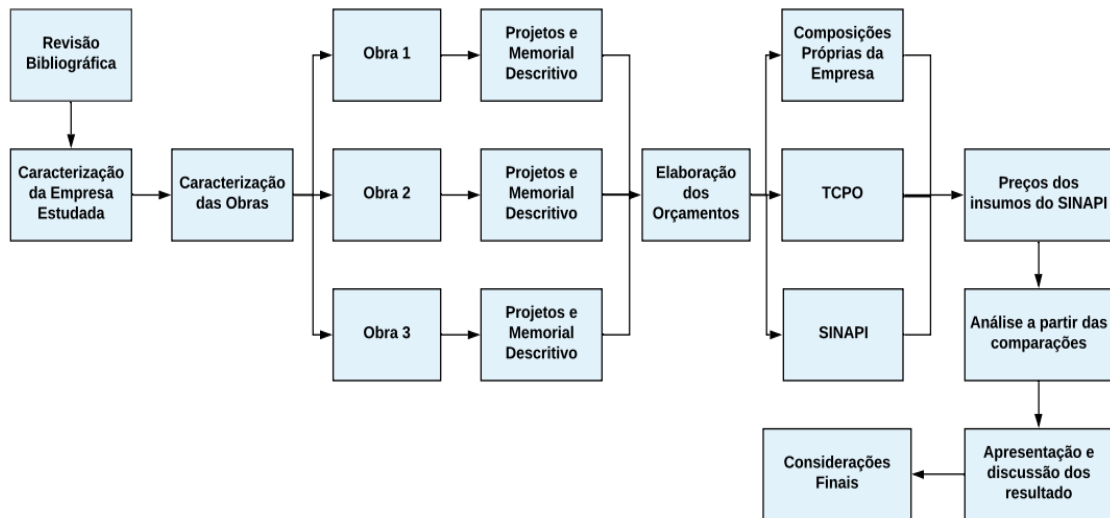 Revisão
Bibliográfica
Caracterização
da Empresa
Estudada
Caracterização
das Obras
Obra 1
Projetos e
Memorial
Descritivo
Obra 2
Projetos e
Memorial
Descritivo
Obra 3
Projetos e
Memorial
Descritivo
Elaboração
dos
Orçamentos
Composições
Próprias da
Empresa
TCPO
SINAPI
Preços dos
insumos do SINAPI
Análise a partir das
comparações
Apresentação e
discussão dos
resultado
Considerações
Finais